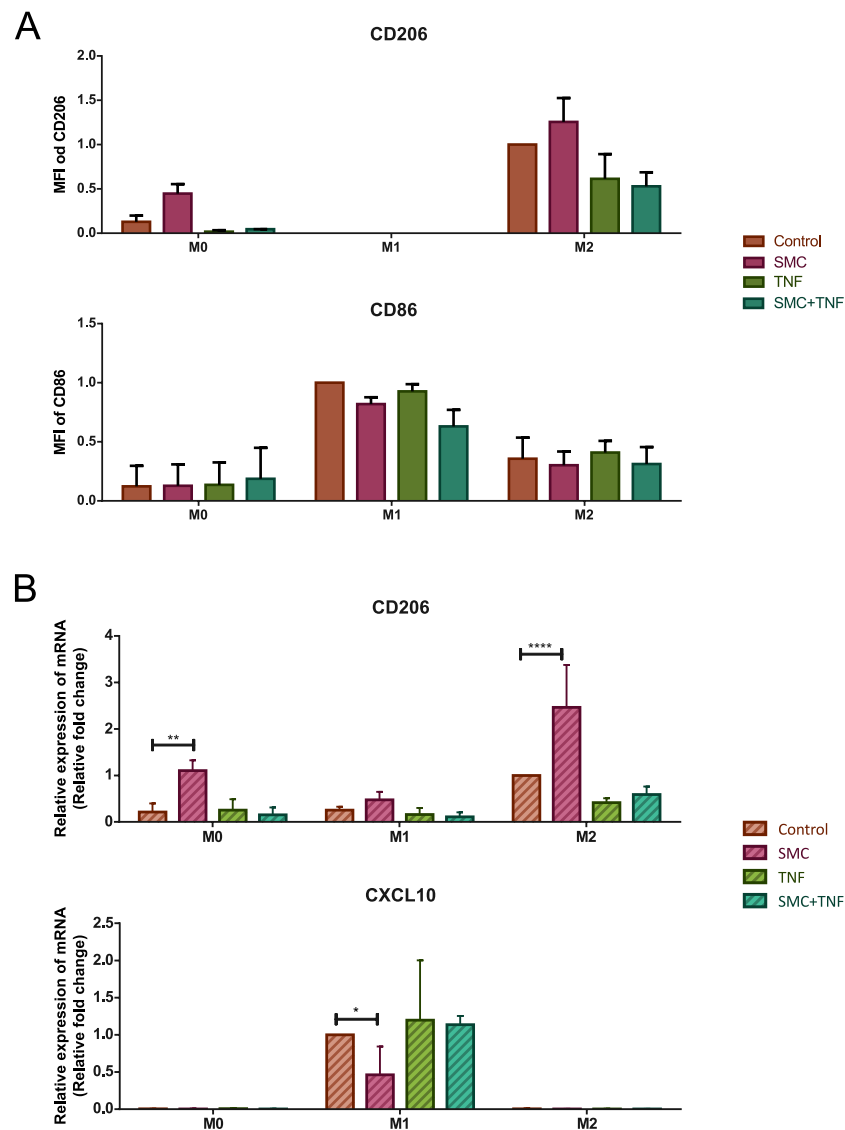 A
CD206
MFI od CD206
2.0
1.5
1.0
0.5
0.0
M0 M1 M2
CD86
MFI of CD86
1.5
1.0
0.5
0.0
M0 M1 M2
Control
SMC
TNF
SMC+TNF
B
CD206
Relative expression of mRNA
(Relative fold change)
4
3
2
1
0
**
****
M0 M1 M2
CXCL10
Relative expression of mRNA
(Relative fold change)
2.5
2.0
1.5
1.0
0.5
0.0
*
M0 M1 M2
Control
SMC
TNF
SMC+TNF